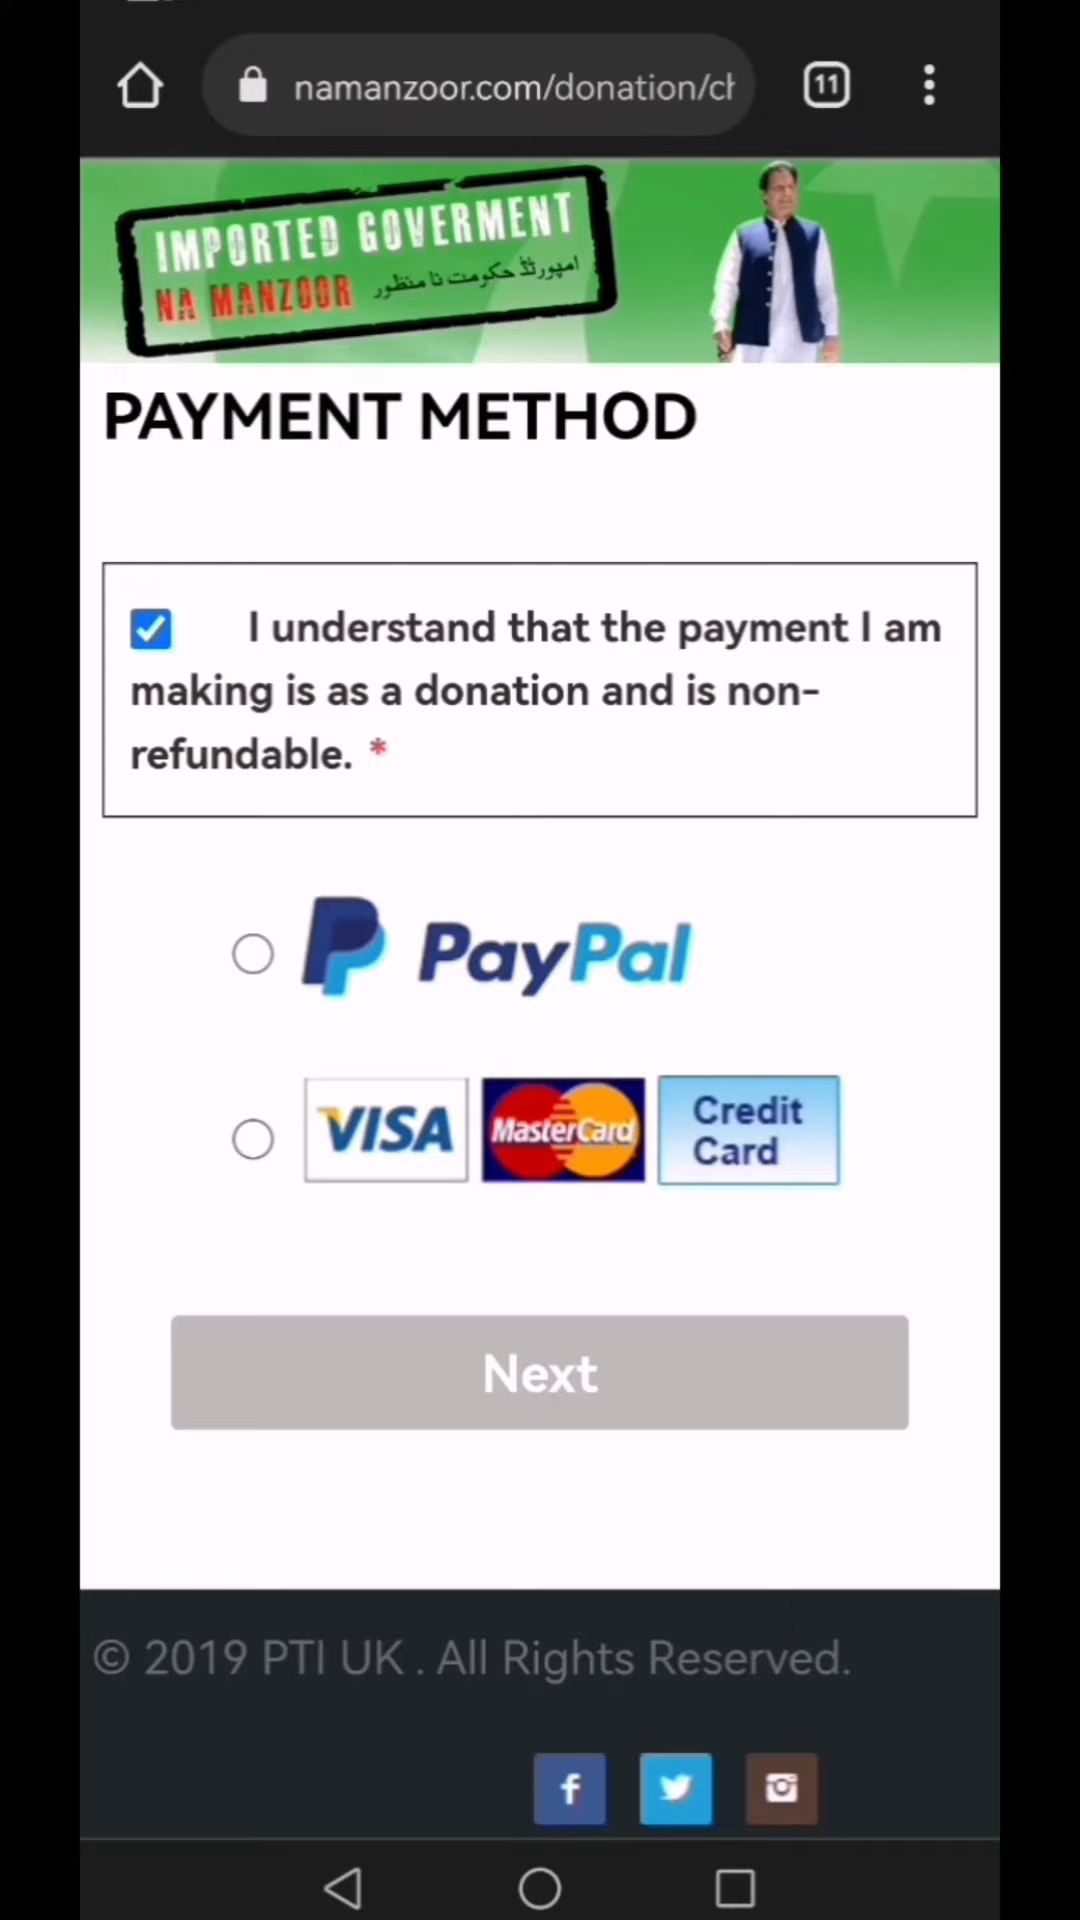 11
namanzoor.com/donation/ch
IMPORTED GOVERMENT
NA MANZOOR امپورٹڈ حکومت نا منظور
PAYMENT METHOD
I understand that the payment I am
making is as a donation and is non-
refundable. *
PayPal
VISA MasterCard Credit
Card
Next
© 2019 PTI UK . All Rights Reserved.